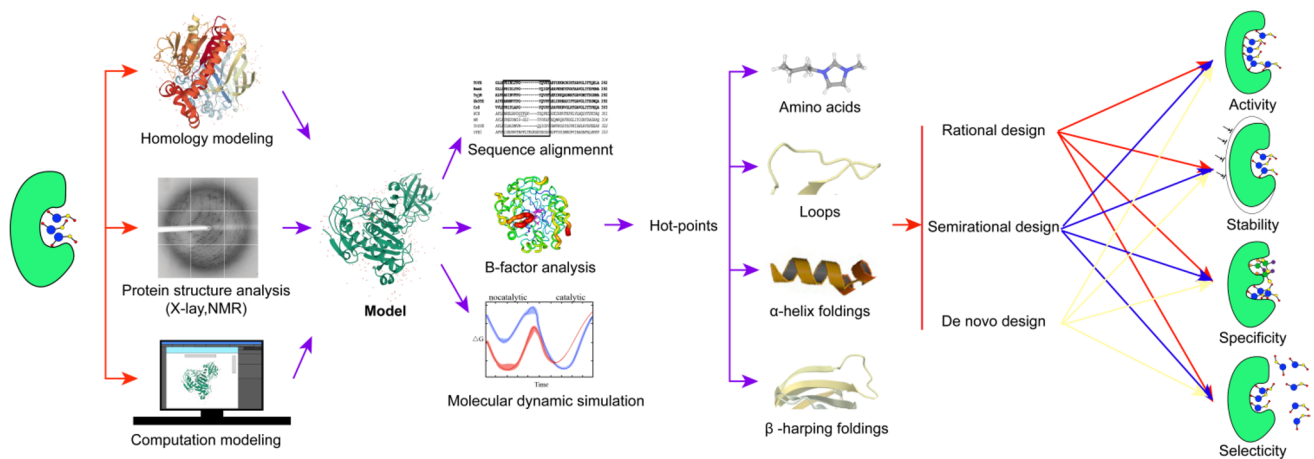 Homology modeling
Protein structure analysis
(X-lay,NMR)
Computation modeling
Model
Sequence alignmennt
B-factor analysis
nocatalytic catalytic
△G
Time
Molecular dynamic simulation
Hot-points
Amino acids
Loops
α-helix foldings
β -harping foldings
Rational design
Semirational design
De novo design
Activity
Stability
Specificity
Selecticity